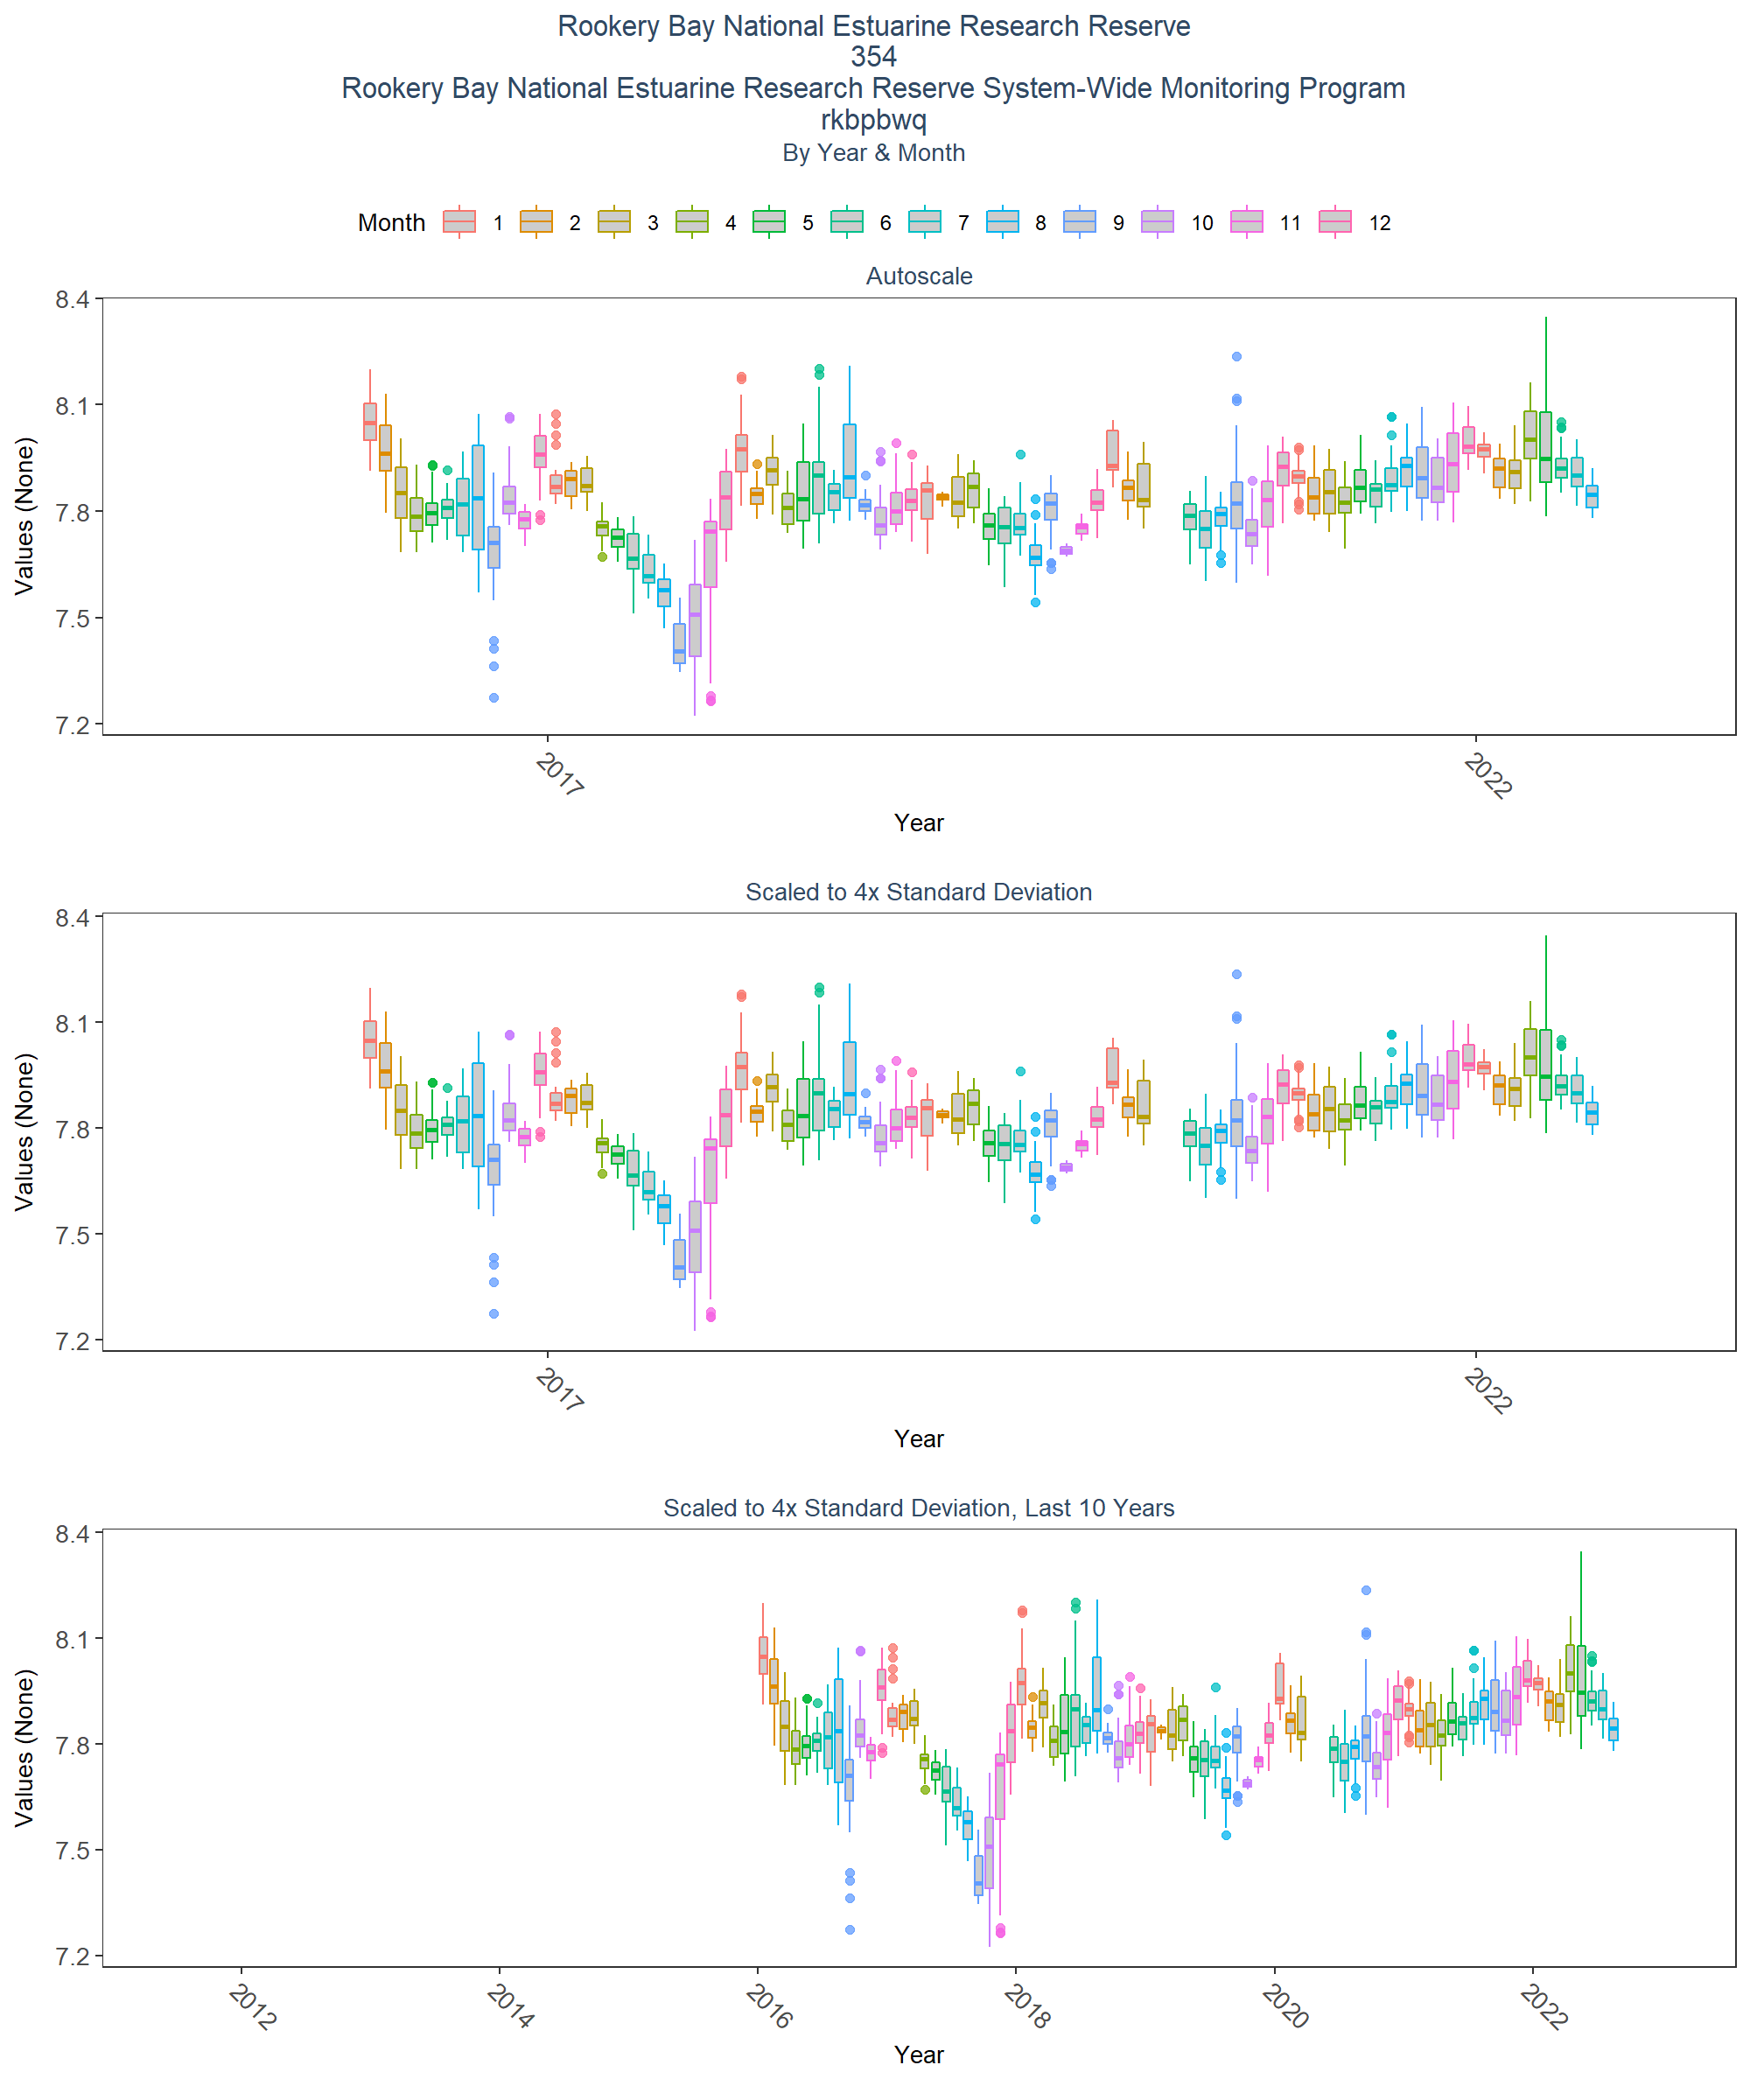 Rookery Bay National Estuarine Research Reserve
354
Rookery Bay National Estuarine Research Reserve System-Wide Monitoring Program
rkbpbwq
By Year & Month
Month 1 2 3 4 5 6 7 8 9 10 11 12
Autoscale
8.4
8.1
7.8
7.5
7.2
Values (None)
2017 2022
Year
Scaled to 4x Standard Deviation
8.4
8.1
7.8
7.5
7.2
Values (None)
2017 2022
Year
Scaled to 4x Standard Deviation, Last 10 Years
8.4
8.1
7.8
7.5
7.2
Values (None)
2012 2014 2016 2018 2020 2022
Year